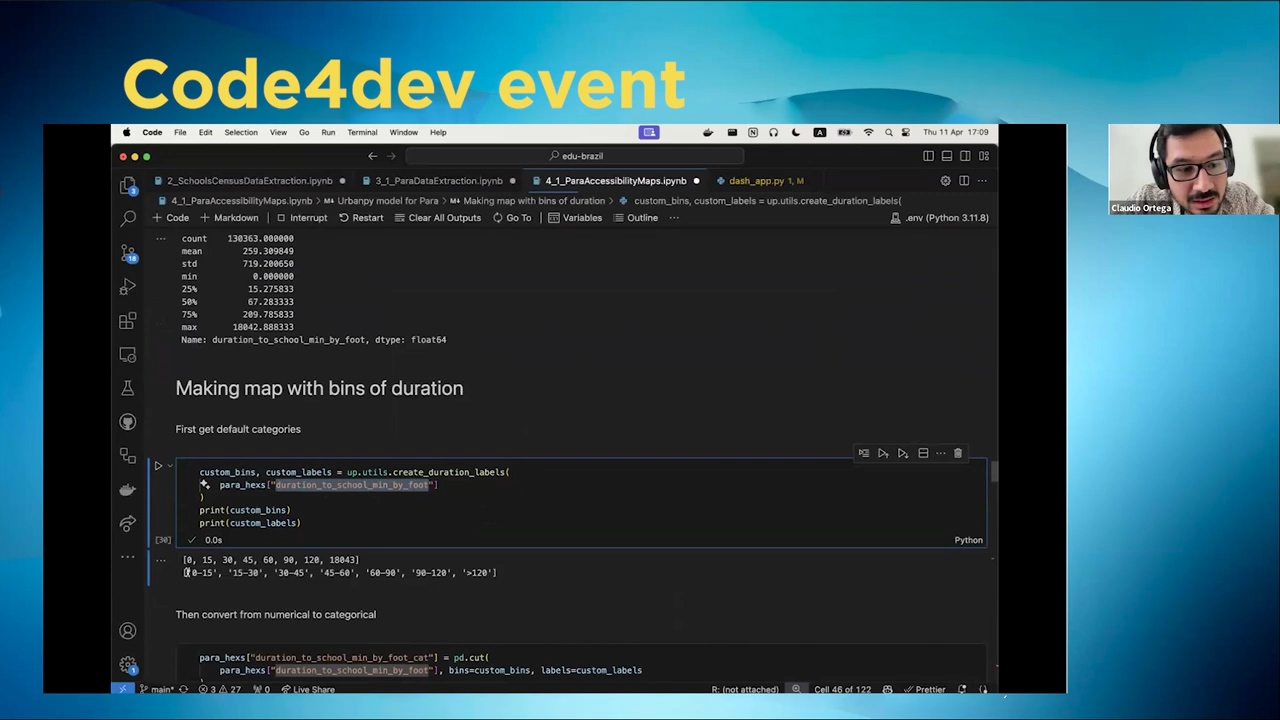 Code4dev event
Code File Edit Selection View Go Run Terminal Window Help
A
Thu 11 Apr 17:09
edu-brazil
2_SchoolsCensusDataExtraction.ipynb
3_1_ParaDataExtraction.ipynb
4_1_ParaAccessibilityMaps.ipynb
dash_app.py 1, M
4_1_ParaAccessibilityMaps.ipynb > Urbanpy model for Para > Making map with bins of duration > custom_bins, custom_labels = up.utils.create_duration_labels(
+ Code + Markdown Interrupt Restart Clear All Outputs Go To Variables Outline ...
.env (Python 3.11.8)
... count 130363.000000
mean 259.309849
std 719.200650
min 0.000000
25% 15.275833
50% 67.283333
75% 209.785833
max 18042.888333
Name: duration_to_school_min_by_foot, dtype: float64
Making map with bins of duration
First get default categories
custom_bins, custom_labels = up.utils.create_duration_labels(
para_hexs["duration_to_school_min_by_foot"]
)
print(custom_bins)
print(custom_labels)
[30] 0.0s
Python
... [0, 15, 30, 45, 60, 90, 120, 18043]
['0-15', '15-30', '30-45', '45-60', '60-90', '90-120', '>120']
Then convert from numerical to categorical
para_hexs["duration_to_school_min_by_foot_cat"] = pd.cut(
para_hexs["duration_to_school_min_by_foot"], bins=custom_bins, labels=custom_labels
main* 3 27 0 Live Share
R: (not attached) Cell 46 of 122 Prettier
3
18
1
Claudio Ortega